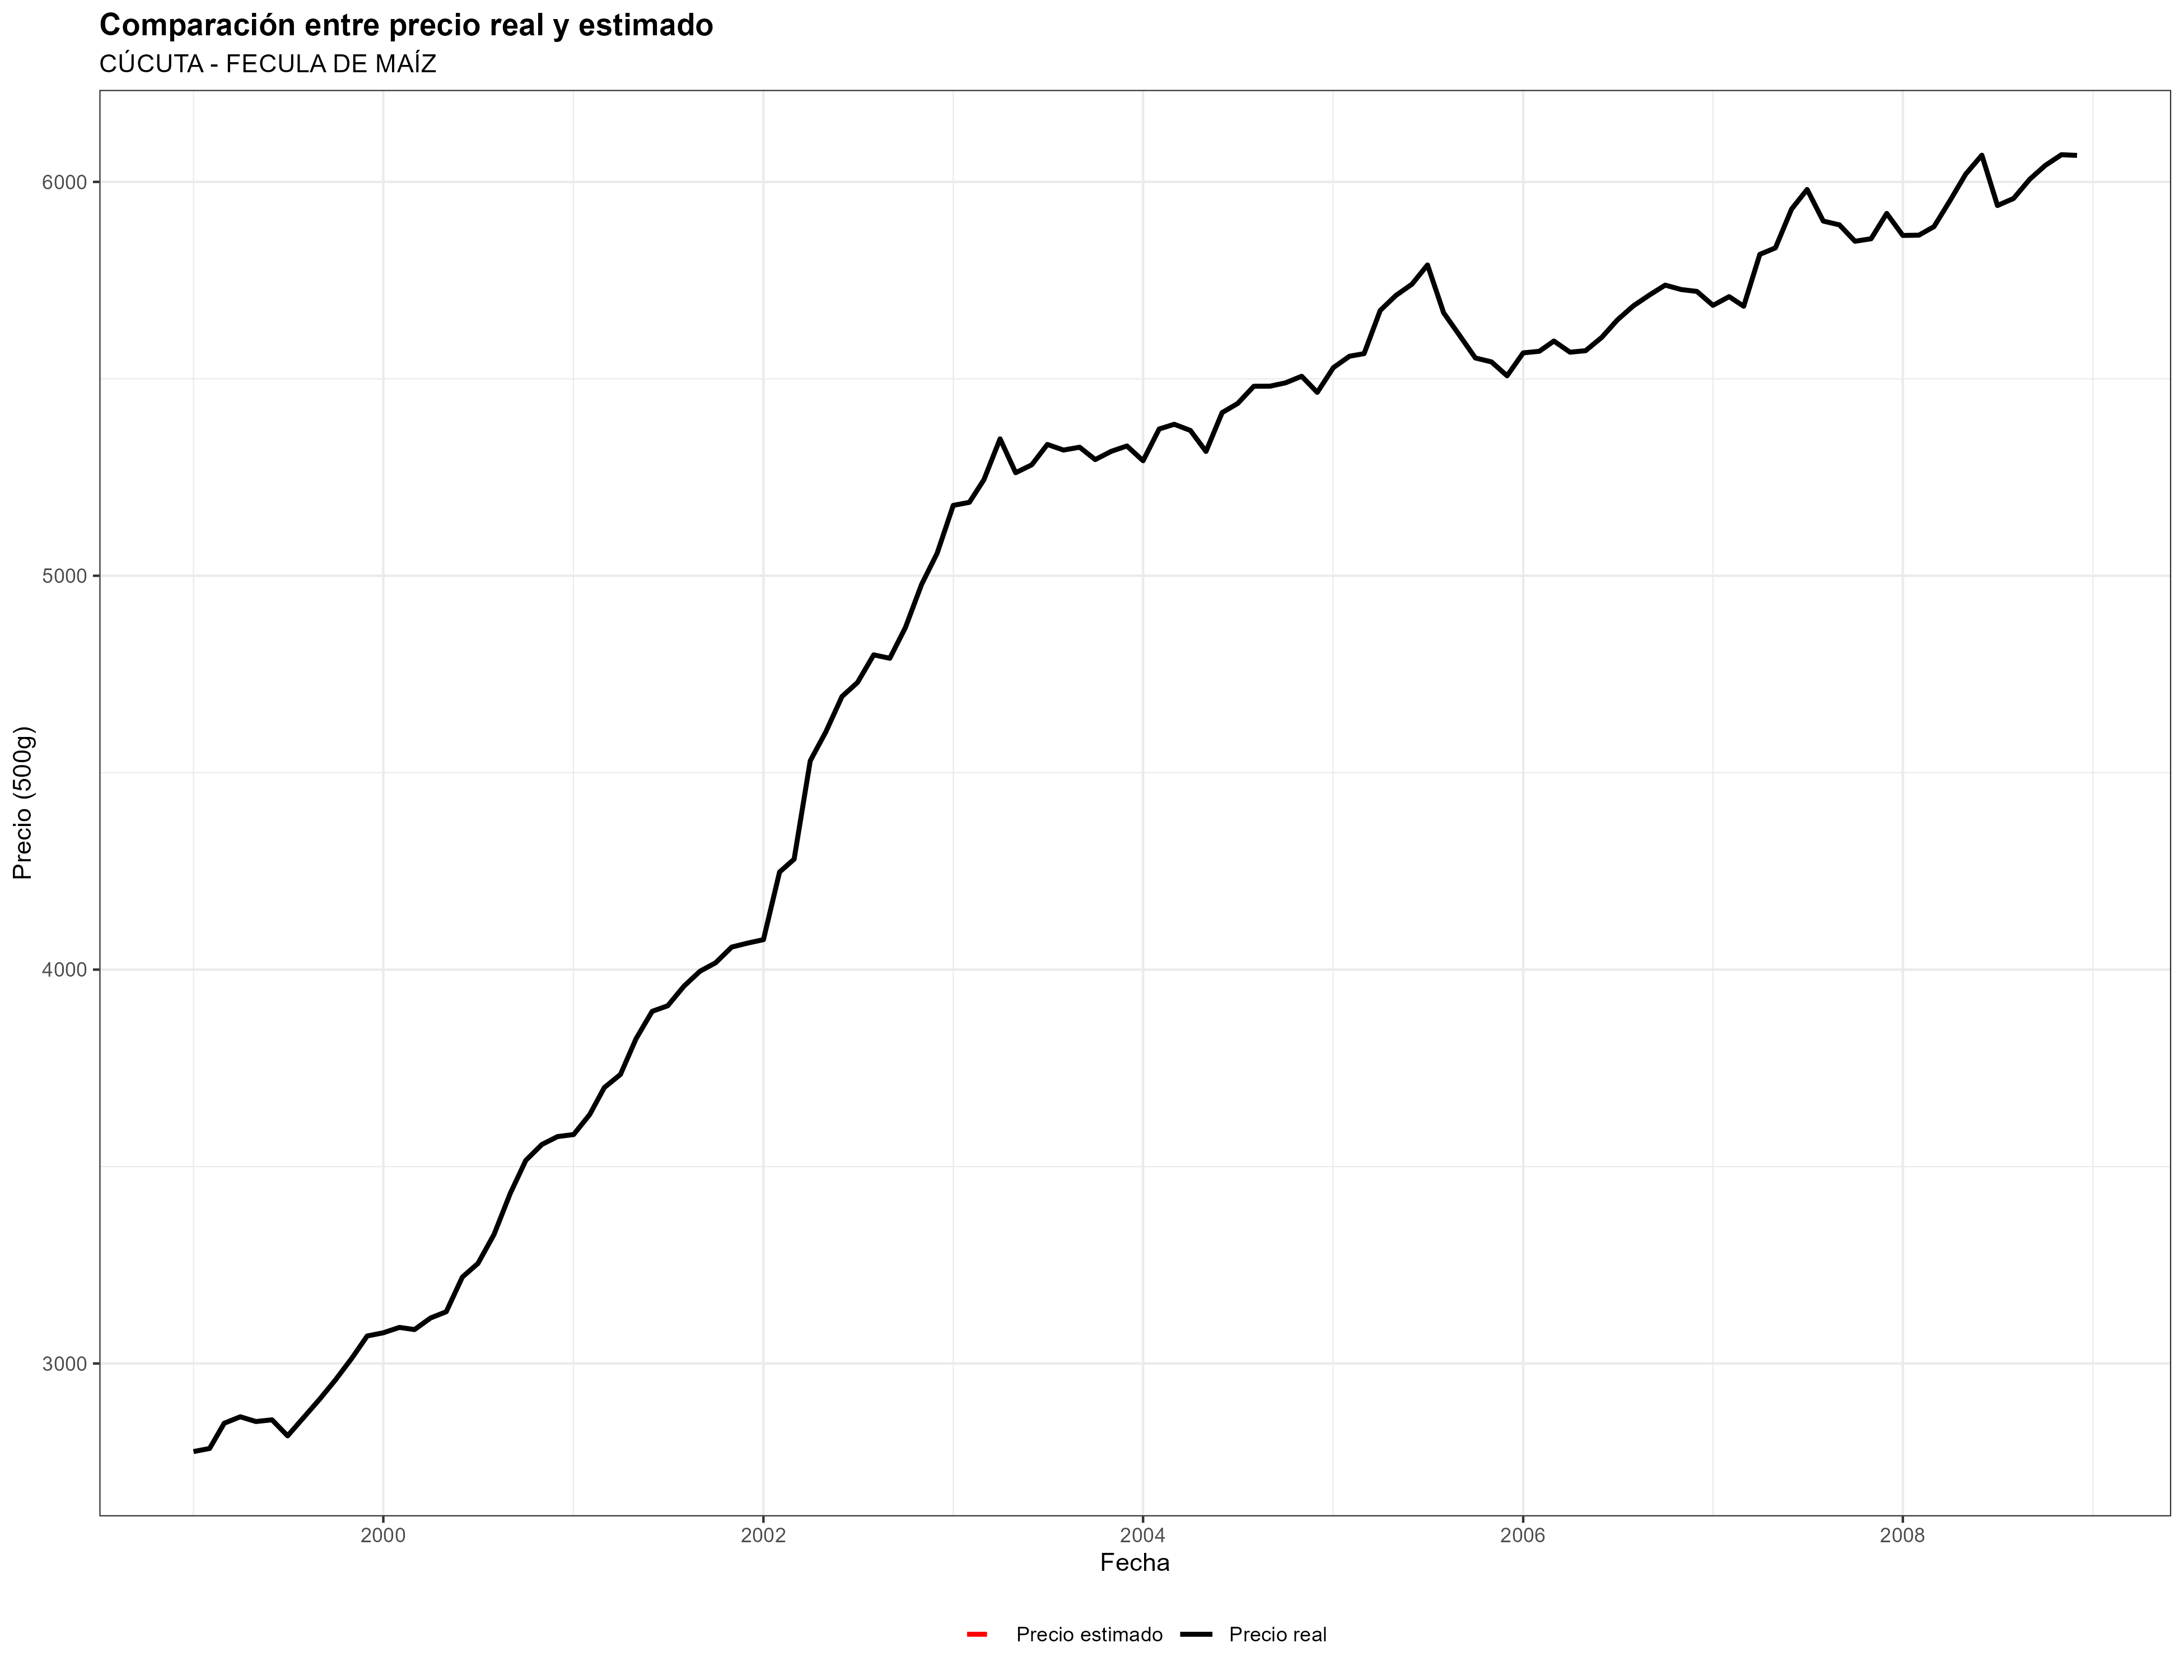 Comparación entre precio real y estimado
CÚCUTA - FECULA DE MAÍZ
Precio (500g)
6000
5000
4000
3000
2000 2002 2004 2006 2008
Fecha
Precio estimado Precio real